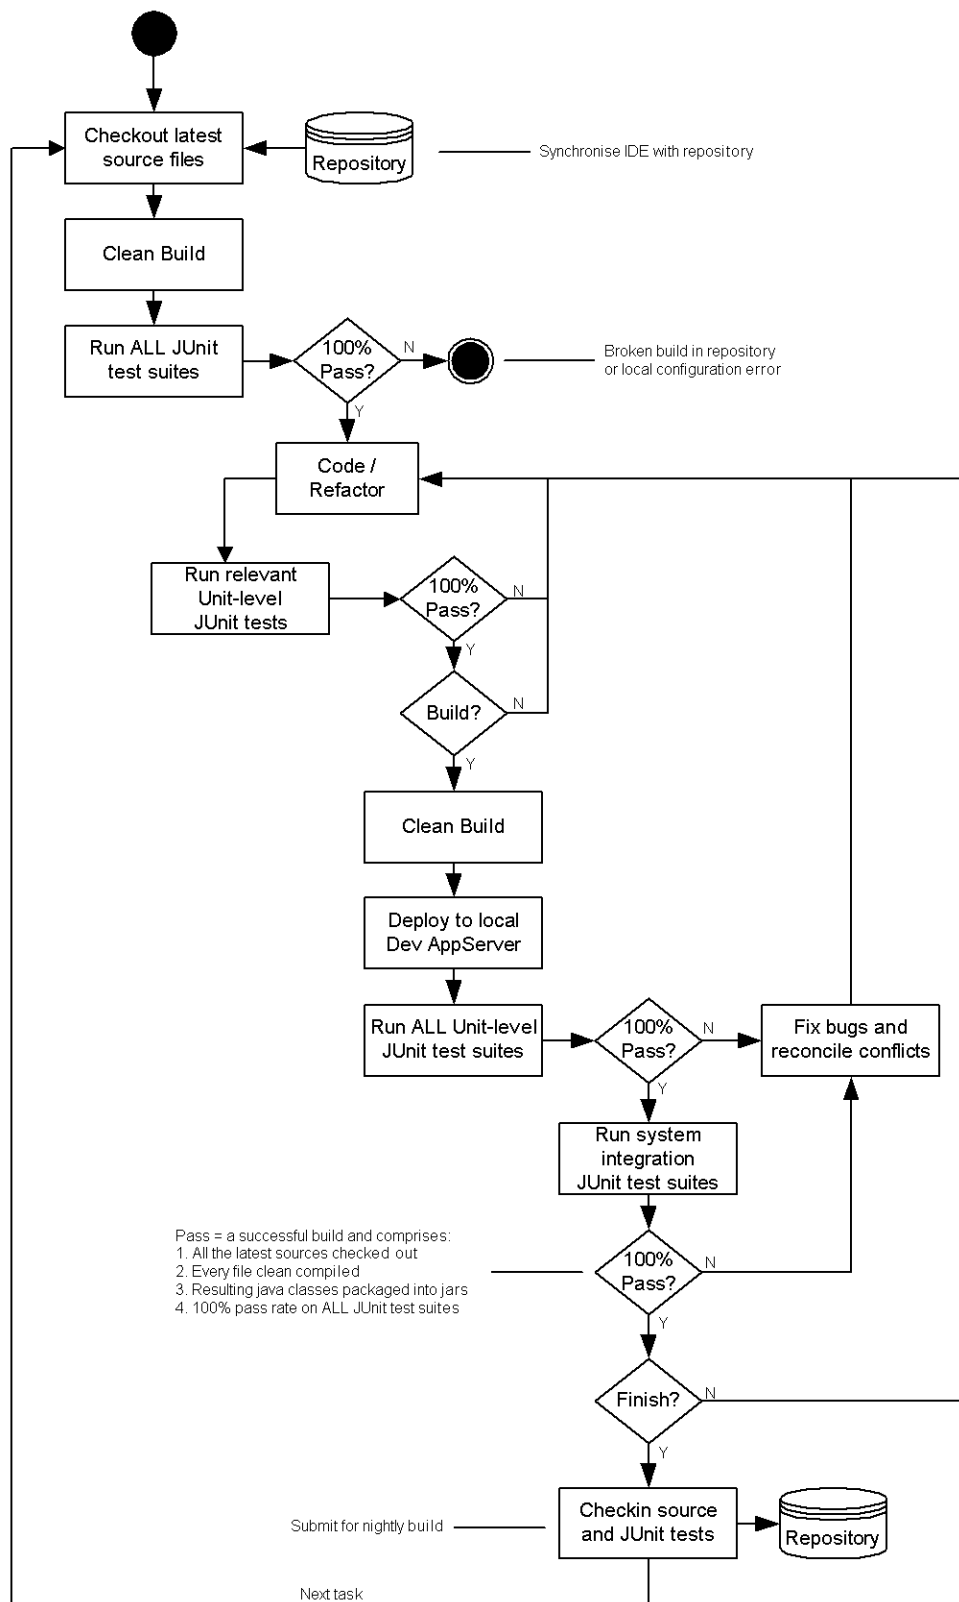 Checkout latest
source files
Repository
Synchronise IDE with repository
Clean Build
Run ALL JUnit
test suites
100%
Pass?
N
Broken build in repository
or local configuration error
Y
Code /
Refactor
Run relevant
Unit-level
JUnit tests
100%
Pass?
N
Y
Build?
N
Y
Clean Build
Deploy to local
Dev AppServer
Run ALL Unit-level
JUnit test suites
100%
Pass?
N
Fix bugs and
reconcile conflicts
Y
Run system
integration
JUnit test suites
Pass = a successful build and comprises:
1. All the latest sources checked out
2. Every file clean compiled
3. Resulting java classes packaged into jars
4. 100% pass rate on ALL JUnit test suites
100%
Pass?
N
Y
Finish?
N
Y
Submit for nightly build
Checkin source
and JUnit tests
Repository
Next task